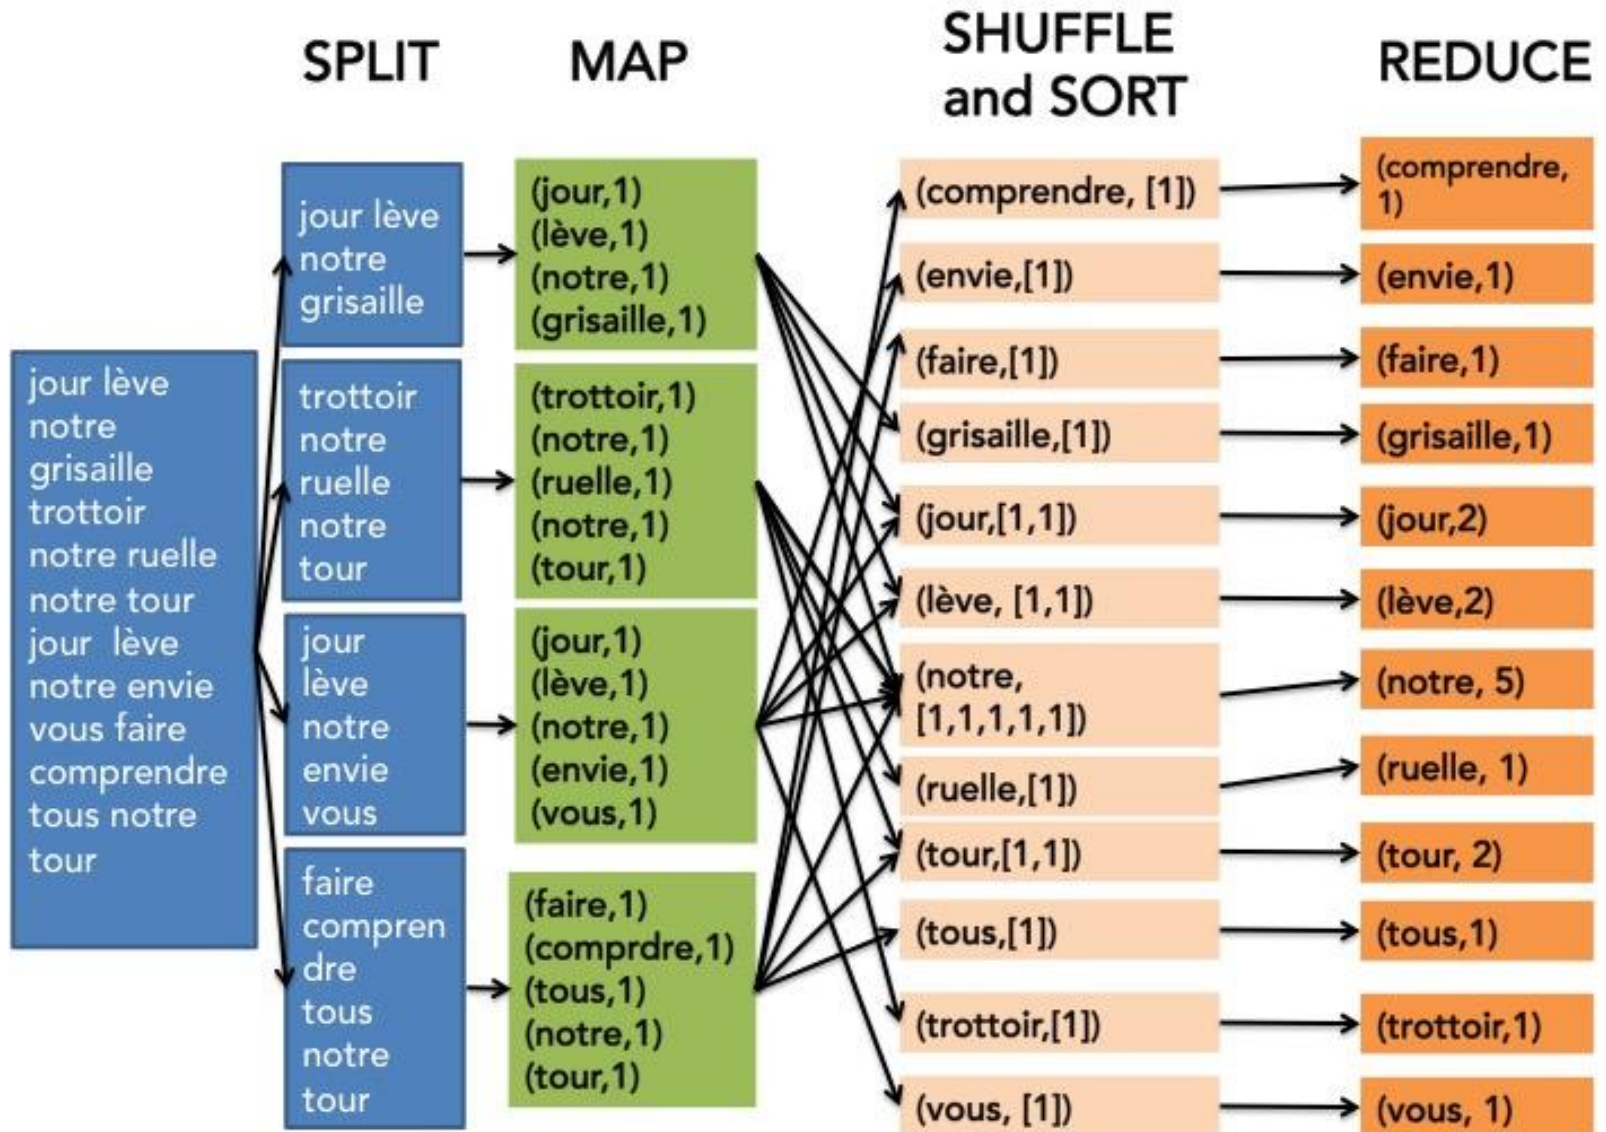 SPLIT
MAP
SHUFFLE
and SORT
REDUCE
jour lève
notre
grisaille
trottoir
notre ruelle
notre tour
jour  lève
notre envie
vous faire
comprendre
tous notre
tour
jour lève
notre
grisaille
trottoir
notre
ruelle
notre
tour
jour
lève
notre
envie
vous
faire
compren
dre
tous
notre
tour
(jour,1)
(lève,1)
(notre,1)
(grisaille,1)
(trottoir,1)
(notre,1)
(ruelle,1)
(notre,1)
(tour,1)
(jour,1)
(lève,1)
(notre,1)
(envie,1)
(vous,1)
(faire,1)
(comprdre,1)
(tous,1)
(notre,1)
(tour,1)
(comprendre, [1])
(envie,[1])
(faire,[1])
(grisaille,[1])
(jour,[1,1])
(lève, [1,1])
(notre,
[1,1,1,1,1])
(ruelle,[1])
(tour,[1,1])
(tous,[1])
(trottoir,[1])
(vous, [1])
(comprendre,
1)
(envie,1)
(faire,1)
(grisaille,1)
(jour,2)
(lève,2)
(notre, 5)
(ruelle, 1)
(tour, 2)
(tous,1)
(trottoir,1)
(vous, 1)